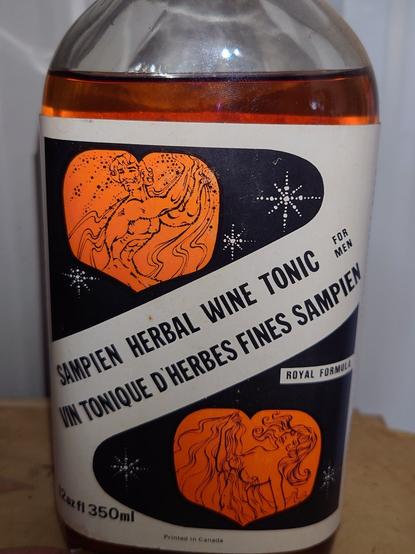 FOR
MEN
SAMPIEN HERBAL WINE TONIC
VIN TONIQUE D'HERBES FINES SAMPIEN
ROYAL FORMULA
12 oz fl 350ml
Printed in Canada